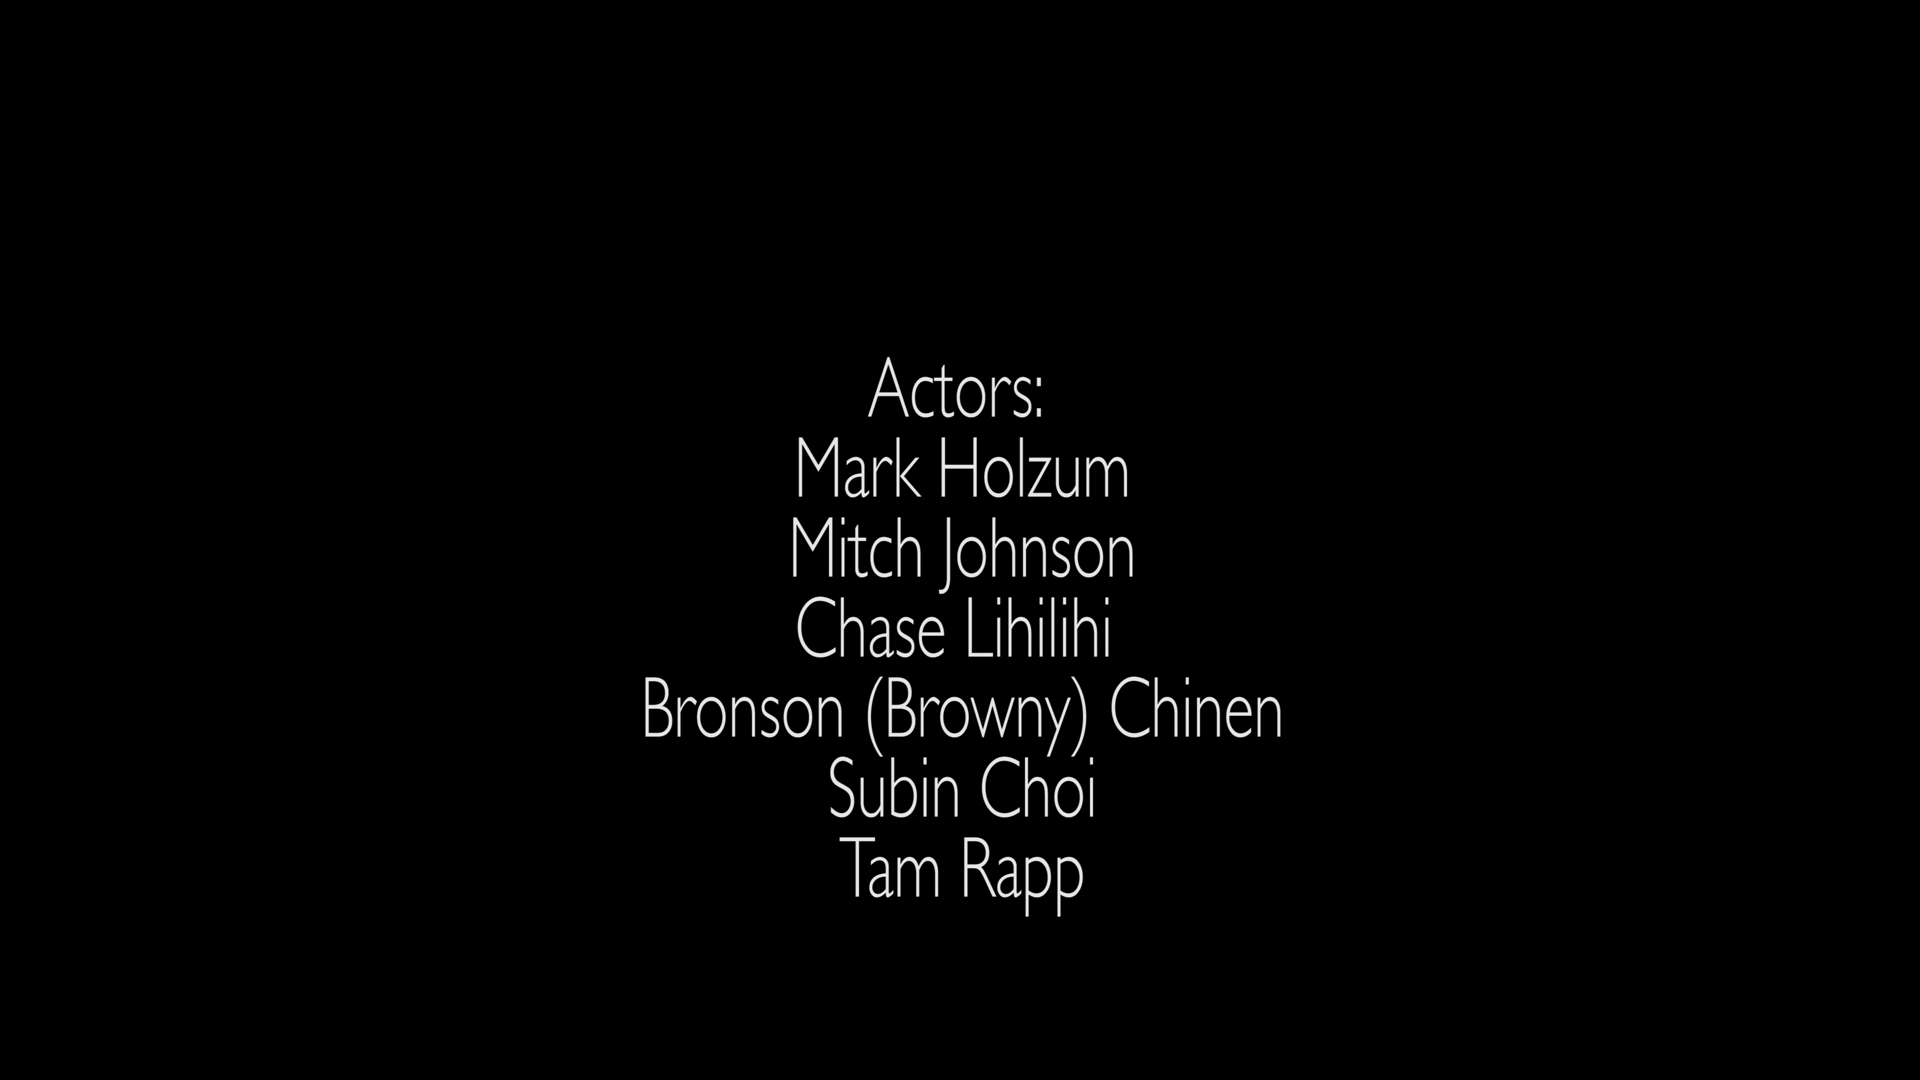 Actors:
Mark Holzum
Mitch Johnson
Chase Lihilihi
Bronson (Browny) Chinen
Subin Choi
Tam Rapp